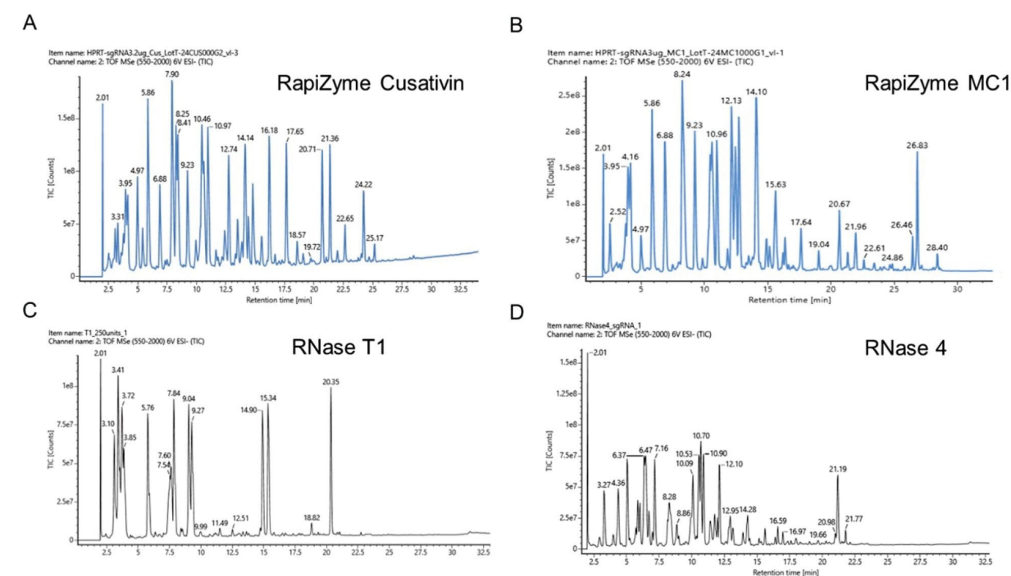 A
Item name: HPRT-sgRNA3.2ug_Cus_LotT-24CUS000G2_vl-3
Channel name: 2: TOF MSe (550-2000) 6V ESI- (TIC)
RapiZyme Cusativin
TIC [Counts]
1.5e8
1e8
5e7
0
2.01
3.31
3.95
4.97
5.86
6.88
7.90
8.25
8.41
9.23
10.46
10.97
12.74
14.14
16.18
17.65
18.57
19.72
20.71
21.36
22.65
24.22
25.17
2.5 5 7.5 10 12.5 15 17.5 20 22.5 25 27.5 30 32.5
Retention time [min]
B
Item name: HPRT-sgRNA3ug_MC1_LotT-24MC1000G1_vl-1
Channel name: 2: TOF MSe (550-2000) 6V ESI- (TIC)
RapiZyme MC1
TIC [Counts]
2.5e8
2e8
1.5e8
1e8
5e7
0
2.01
2.52
3.95
4.16
4.97
5.86
6.88
8.24
9.23
10.96
12.13
14.10
15.63
17.64
19.04
20.67
21.96
22.61
24.86
26.46
26.83
28.40
5 10 15 20 25 30
Retention time [min]
C
Item name: T1_250units_1
Channel name: 2: TOF MSe (550-2000) 6V ESI- (TIC)
RNase T1
TIC [Counts]
1e8
7.5e7
5e7
2.5e7
0
2.01
3.10
3.41
3.72
3.85
5.76
7.54
7.60
7.84
9.04
9.27
9.99
11.49
12.51
14.90
15.34
18.82
20.35
2.5 5 7.5 10 12.5 15 17.5 20 22.5 25 27.5 30 32.5
Retention time [min]
D
Item name: RNase4_sgRNA_1
Channel name: 2: TOF MSe (550-2000) 6V ESI- (TIC)
RNase 4
TIC [Counts]
1.5e8
1.25e8
1e8
7.5e7
5e7
2.5e7
0
2.01
3.27
4.36
6.37
6.47
7.16
8.28
8.86
10.09
10.53
10.70
10.90
12.10
12.95
14.28
16.59
16.97
19.66
20.98
21.19
21.77
2.5 5 7.5 10 12.5 15 17.5 20 22.5 25 27.5 30 32.5
Retention time [min]